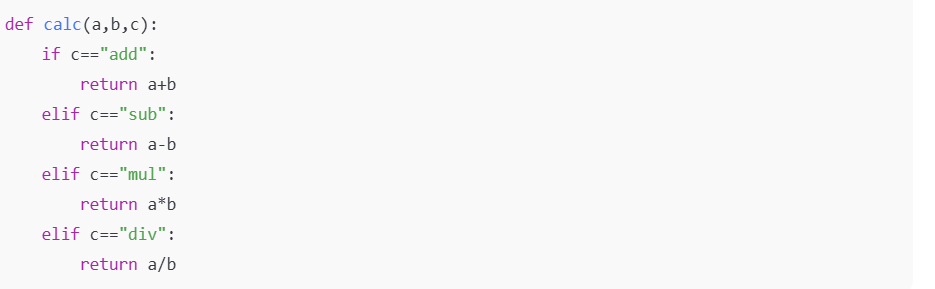 def calc(a,b,c):
    if c=="add":
        return a+b
    elif c=="sub":
        return a-b
    elif c=="mul":
        return a*b
    elif c=="div":
        return a/b